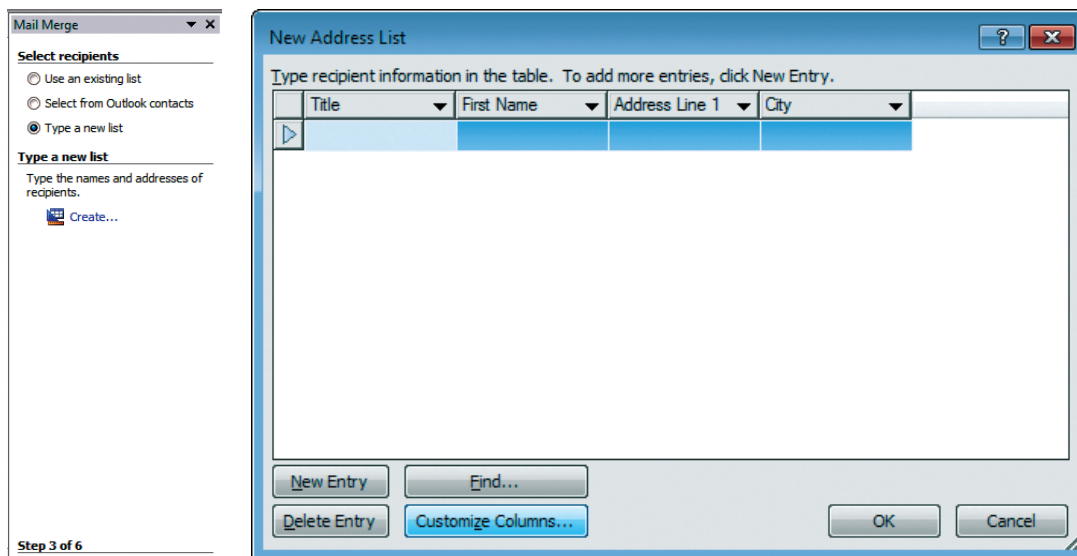 Mail Merge
Select recipients
Use an existing list
Select from Outlook contacts
Type a new list
Type a new list
Type the names and addresses of
recipients.
Create...
Step 3 of 6
New Address List
Type recipient information in the table. To add more entries, click New Entry.
Title First Name Address Line 1 City
New Entry Find...
Delete Entry Customize Columns... OK Cancel